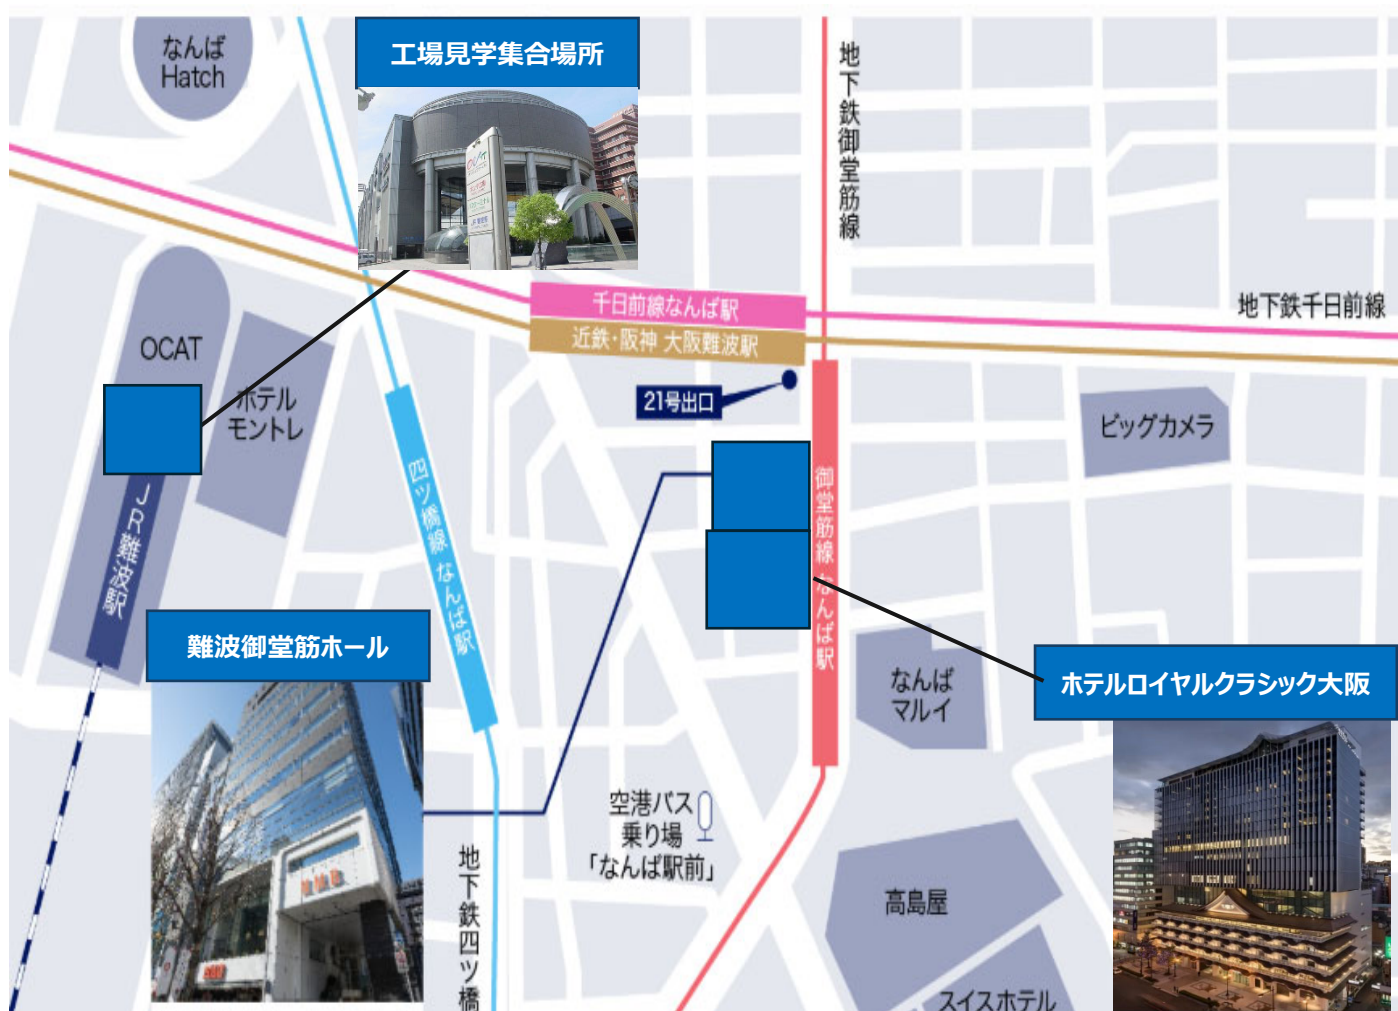 なんば
Hatch
工場見学集合場所
地下鉄御堂筋線
千日前線なんば駅
近鉄・阪神 大阪難波駅
地下鉄千日前線
21号出口
OCAT
ホテル
モントレ
ビッグカメラ
四ツ橋線 なんば駅
御堂筋線 なんば駅
JR難波駅
難波御堂筋ホール
なんば
マルイ
ホテルロイヤルクラシック大阪
空港バス
乗り場
「なんば駅前」
地下鉄四ツ橋
高島屋
スイスホテル